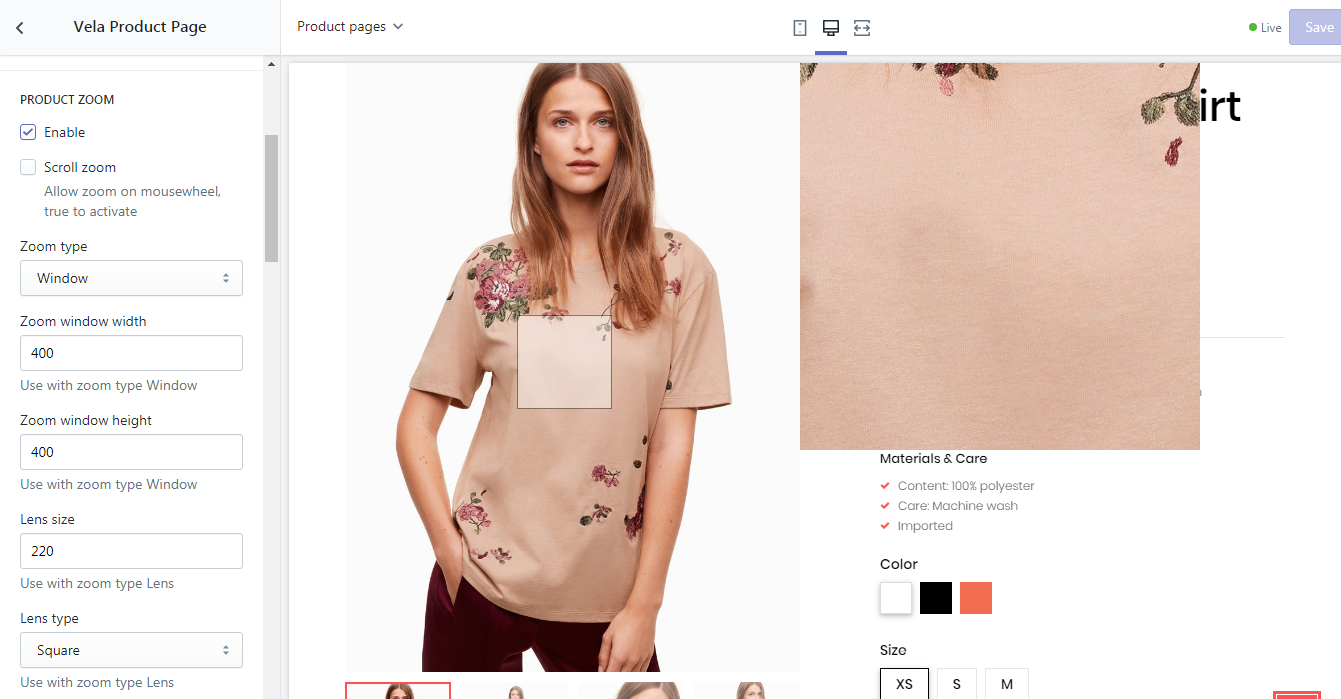 Vela Product Page
Product pages
Live
Save
PRODUCT ZOOM
Enable
Scroll zoom
Allow zoom on mousewheel,
true to activate
Zoom type
Window
Zoom window width
400
Use with zoom type Window
Zoom window height
400
Use with zoom type Window
Lens size
220
Use with zoom type Lens
Lens type
Square
Use with zoom type Lens
irt
Materials & Care
Content: 100% polyester
Care: Machine wash
Imported
Color
Size
XS S M